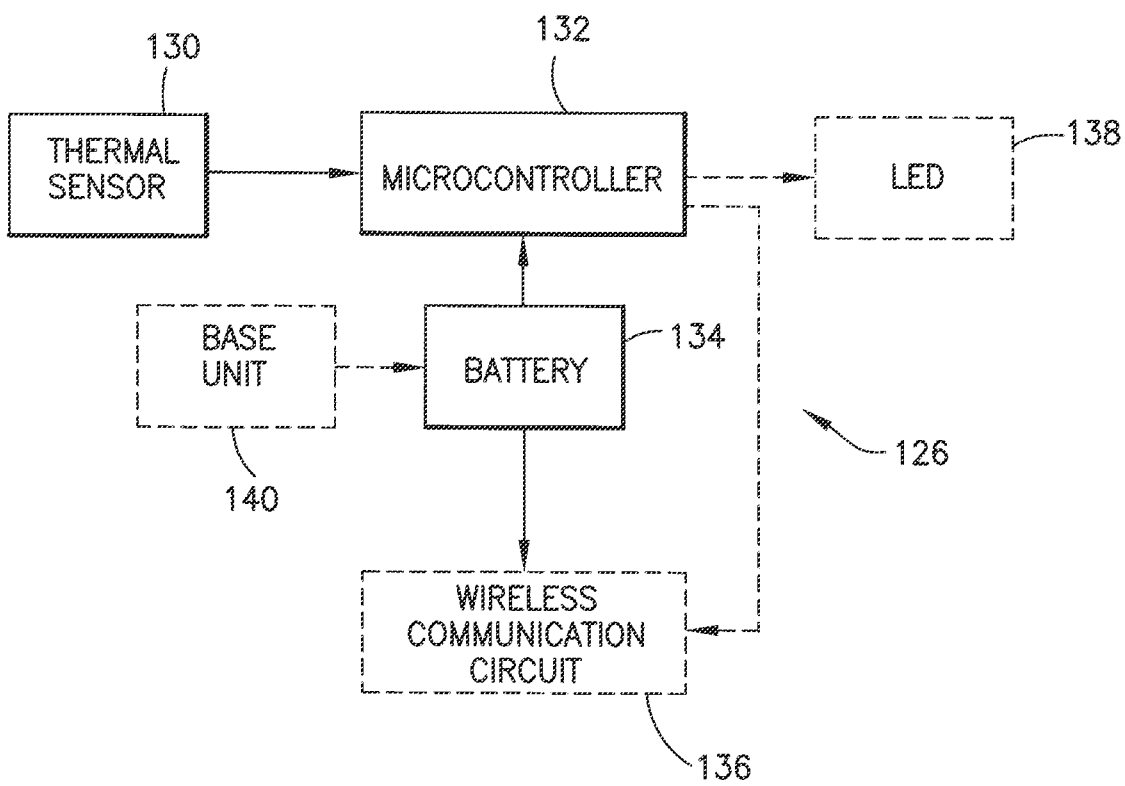 130
132
THERMAL
SENSOR
MICROCONTROLLER
LED
138
BASE
UNIT
BATTERY
134
126
140
WIRELESS
COMMUNICATION
CIRCUIT
136